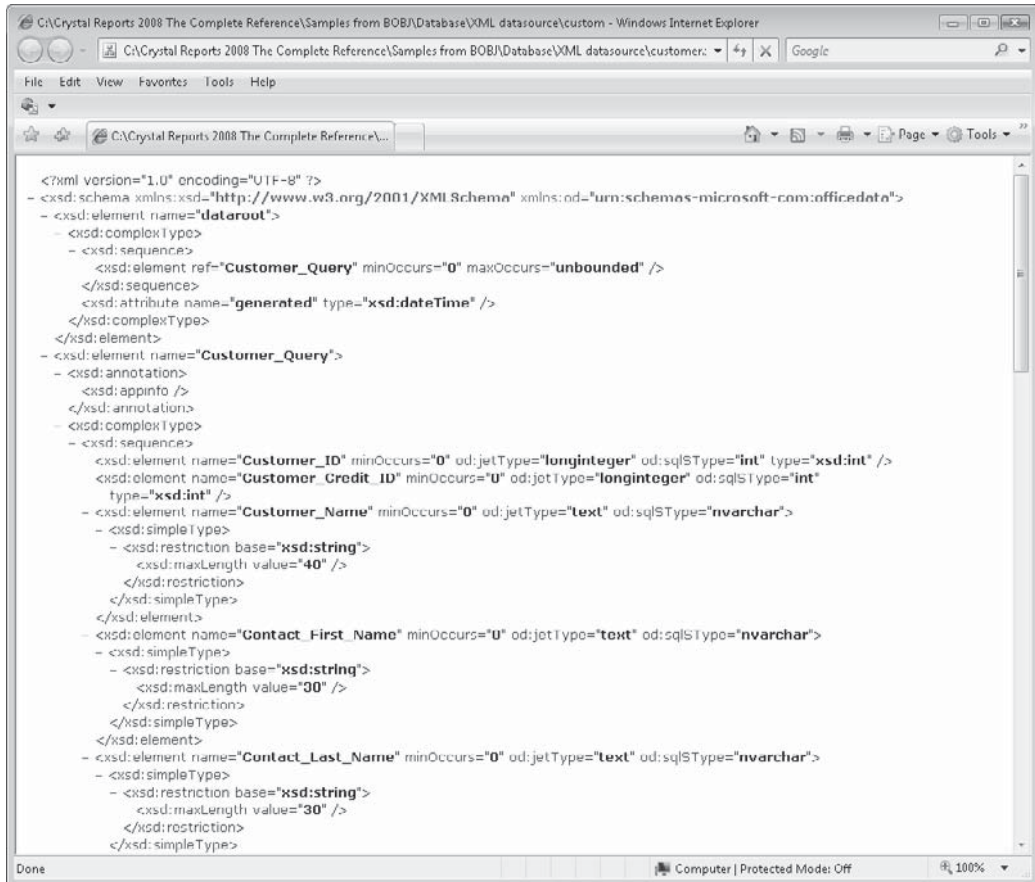 C:\Crystal Reports 2008 The Complete Reference\Samples from BOBJ\Database\XML datasource\custom - Windows Internet Explorer
C:\Crystal Reports 2008 The Complete Reference\Samples from BOBJ\Database\XML datasource\customer.:
Google
File Edit View Favorites Tools Help
C:\Crystal Reports 2008 The Complete Reference\...
Page Tools
<?xml version="1.0" encoding="UTF-8" ?>
- <xsd:schema xmlns:xsd="http://www.w3.org/2001/XMLSchema" xmlns:od="urn:schemas-microsoft-com:officedata">
- <xsd:element name="dataroot">
- <xsd:complexType>
- <xsd:sequence>
<xsd:element ref="Customer_Query" minOccurs="0" maxOccurs="unbounded" />
</xsd:sequence>
<xsd:attribute name="generated" type="xsd:dateTime" />
</xsd:complexType>
</xsd:element>
- <xsd:element name="Customer_Query">
- <xsd:annotation>
<xsd:appinfo />
</xsd:annotation>
- <xsd:complexType>
- <xsd:sequence>
<xsd:element name="Customer_ID" minOccurs="0" od:jetType="longinteger" od:sqlSType="int" type="xsd:int" />
<xsd:element name="Customer_Credit_ID" minOccurs="0" od:jetType="longinteger" od:sqlSType="int"
type="xsd:int" />
- <xsd:element name="Customer_Name" minOccurs="0" od:jetType="text" od:sqlSType="nvarchar">
- <xsd:simpleType>
- <xsd:restriction base="xsd:string">
<xsd:maxLength value="40" />
</xsd:restriction>
</xsd:simpleType>
</xsd:element>
- <xsd:element name="Contact_First_Name" minOccurs="0" od:jetType="text" od:sqlSType="nvarchar">
- <xsd:simpleType>
- <xsd:restriction base="xsd:string">
<xsd:maxLength value="30" />
</xsd:restriction>
</xsd:simpleType>
</xsd:element>
- <xsd:element name="Contact_Last_Name" minOccurs="0" od:jetType="text" od:sqlSType="nvarchar">
- <xsd:simpleType>
- <xsd:restriction base="xsd:string">
<xsd:maxLength value="30" />
</xsd:restriction>
</xsd:simpleType>
Done
Computer | Protected Mode: Off
100%